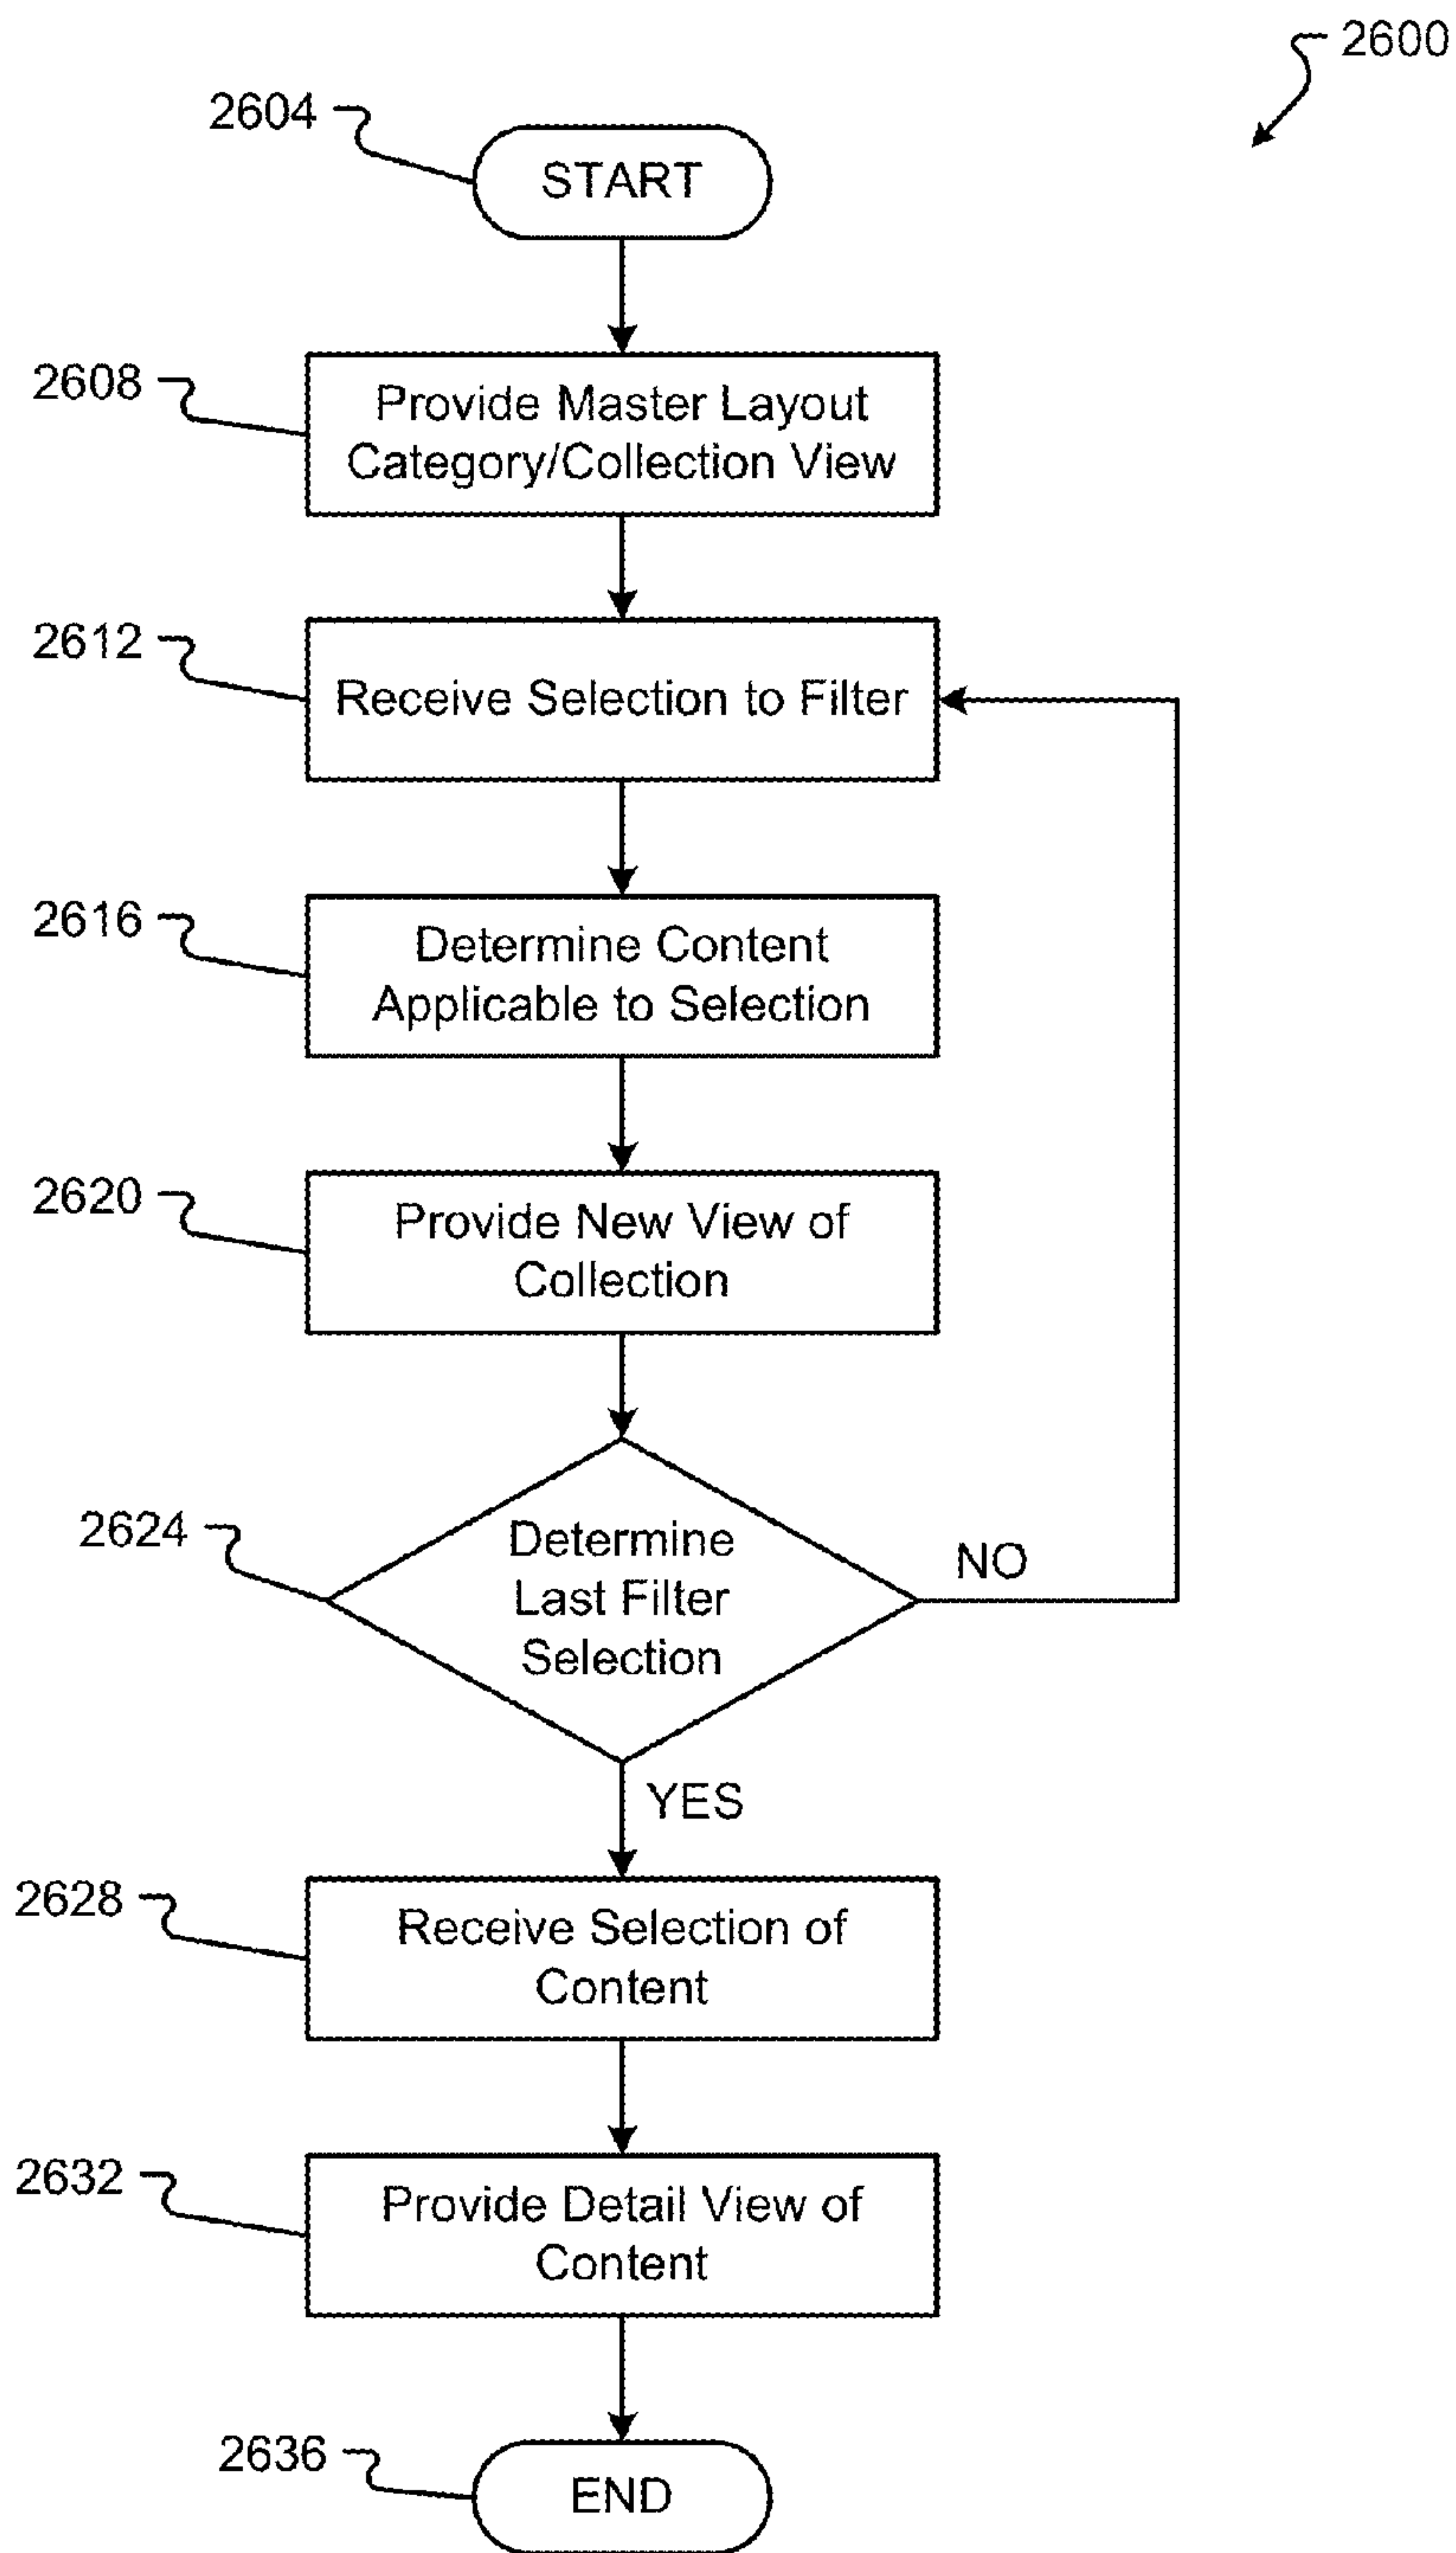 2600
2604
START
2608
Provide Master Layout
Category/Collection View
2612
Receive Selection to Filter
2616
Determine Content
Applicable to Selection
2620
Provide New View of
Collection
2624
Determine
Last Filter
Selection
NO
YES
2628
Receive Selection of
Content
2632
Provide Detail View of
Content
2636
END